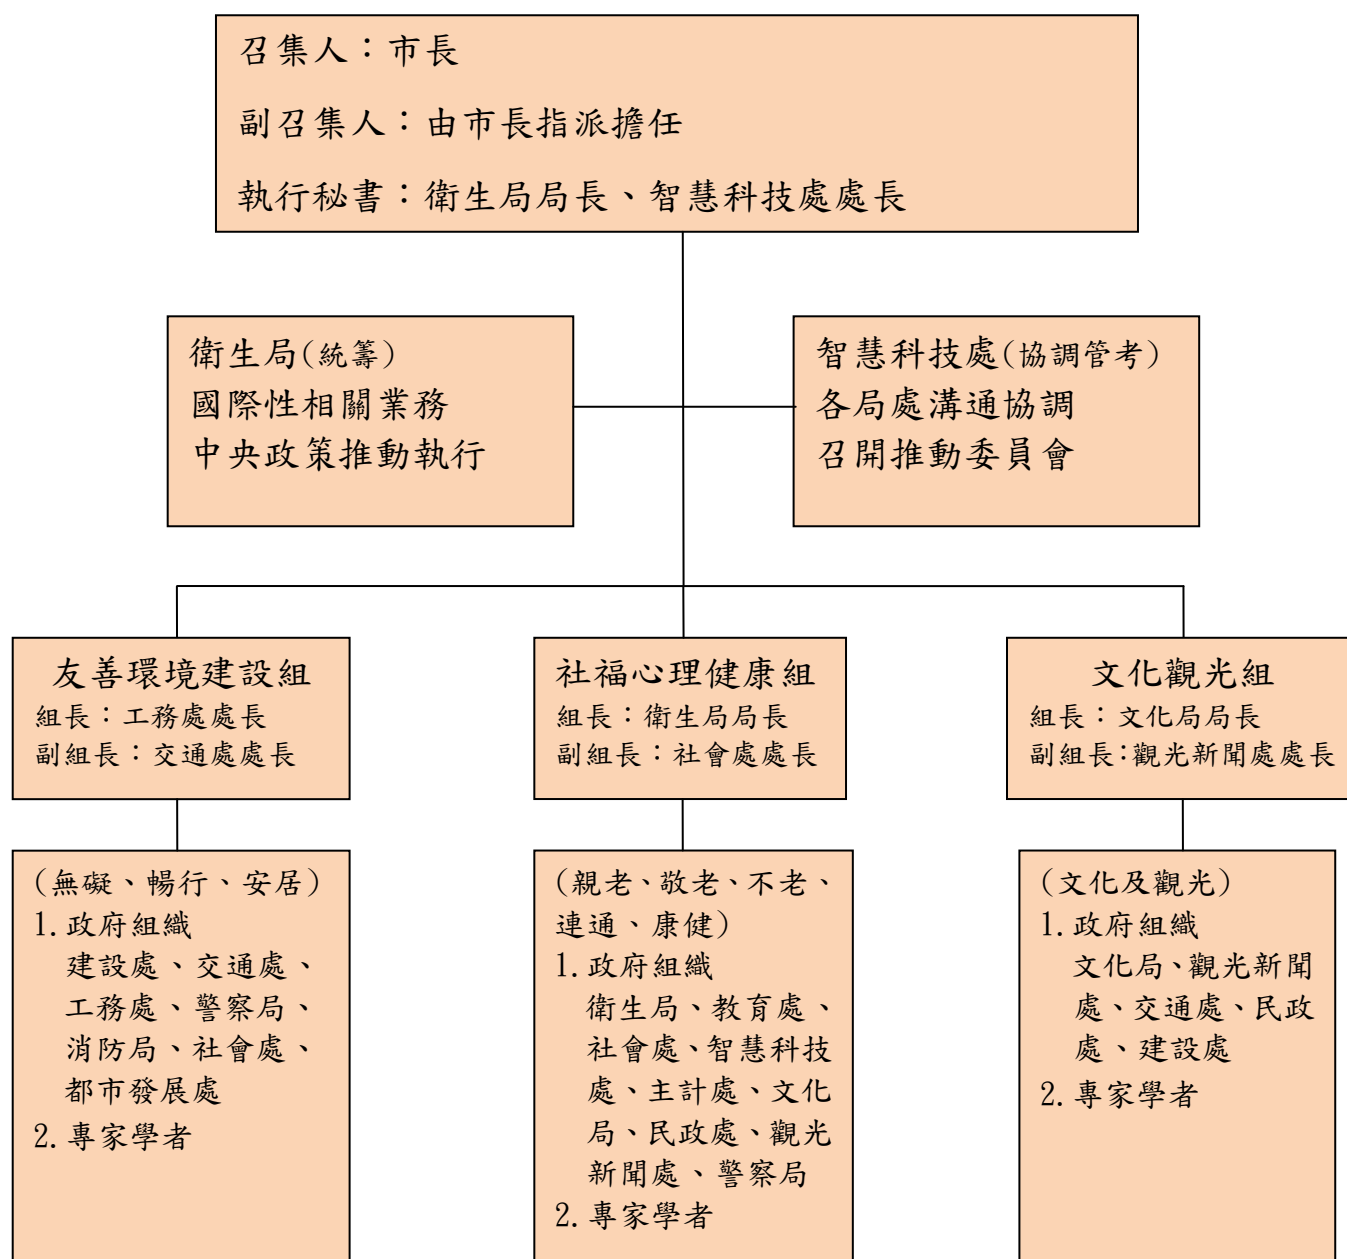 召集人：市長
副召集人：由市長指派擔任
執行秘書：衛生局局長、智慧科技處處長
衛生局(統籌)
國際性相關業務
中央政策推動執行
智慧科技處(協調管考)
各局處溝通協調
召開推動委員會
友善環境建設組
組長：工務處處長
副組長：交通處處長
社福心理健康組
組長：衛生局局長
副組長：社會處處長
文化觀光組
組長：文化局局長
副組長：觀光新聞處處長
(無礙、暢行、安居)
1.政府組織
建設處、交通處、
工務處、警察局、
消防局、社會處、
都市發展處
2.專家學者
(親老、敬老、不老、
連通、康健)
1.政府組織
衛生局、教育處、
社會處、智慧科技
處、主計處、文化
局、民政處、觀光
新聞處、警察局
2.專家學者
(文化及觀光)
1.政府組織
文化局、觀光新聞
處、交通處、民政
處、建設處
2.專家學者